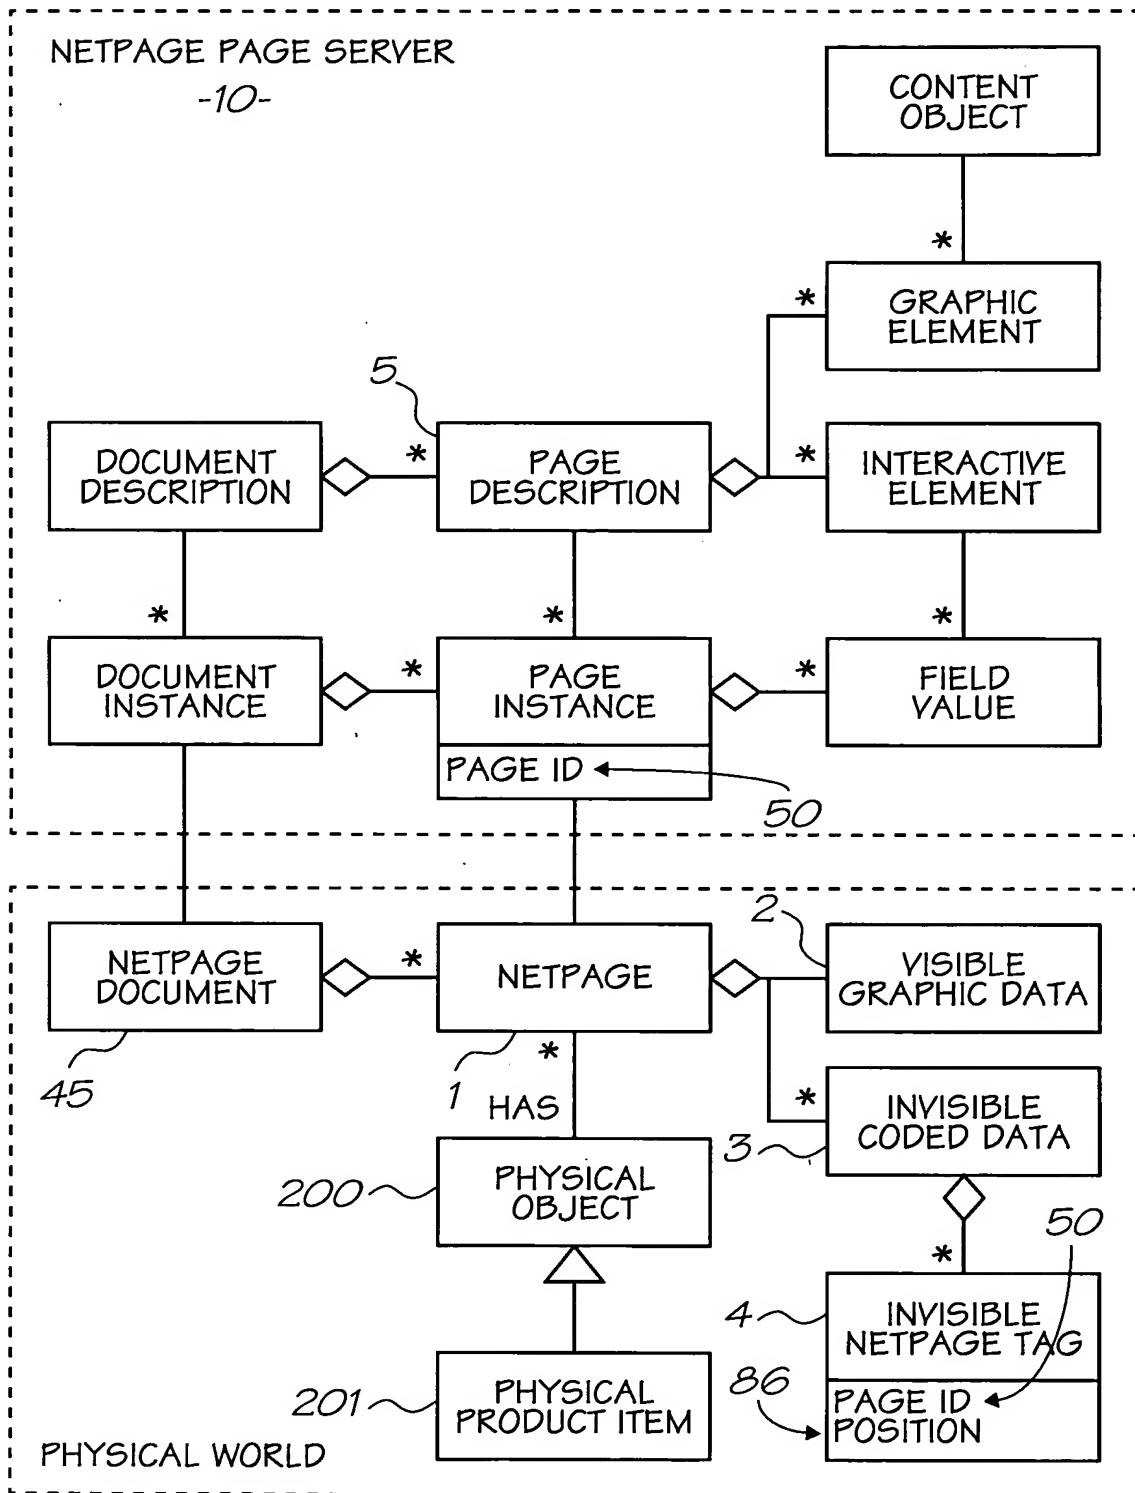 NETPAGE PAGE SERVER
-10-
CONTENT
OBJECT
*
*
GRAPHIC
ELEMENT
5
DOCUMENT
DESCRIPTION
*
PAGE
DESCRIPTION
*
INTERACTIVE
ELEMENT
*
*
*
DOCUMENT
INSTANCE
*
PAGE
INSTANCE
*
FIELD
VALUE
PAGE ID
50
2
NETPAGE
DOCUMENT
*
NETPAGE
VISIBLE
GRAPHIC DATA
45
1
*
HAS
*
INVISIBLE
CODED DATA
3
200
PHYSICAL
OBJECT
50
*
4
INVISIBLE
NETPAGE TAG
86
PAGE ID
POSITION
201
PHYSICAL
PRODUCT ITEM
PHYSICAL WORLD